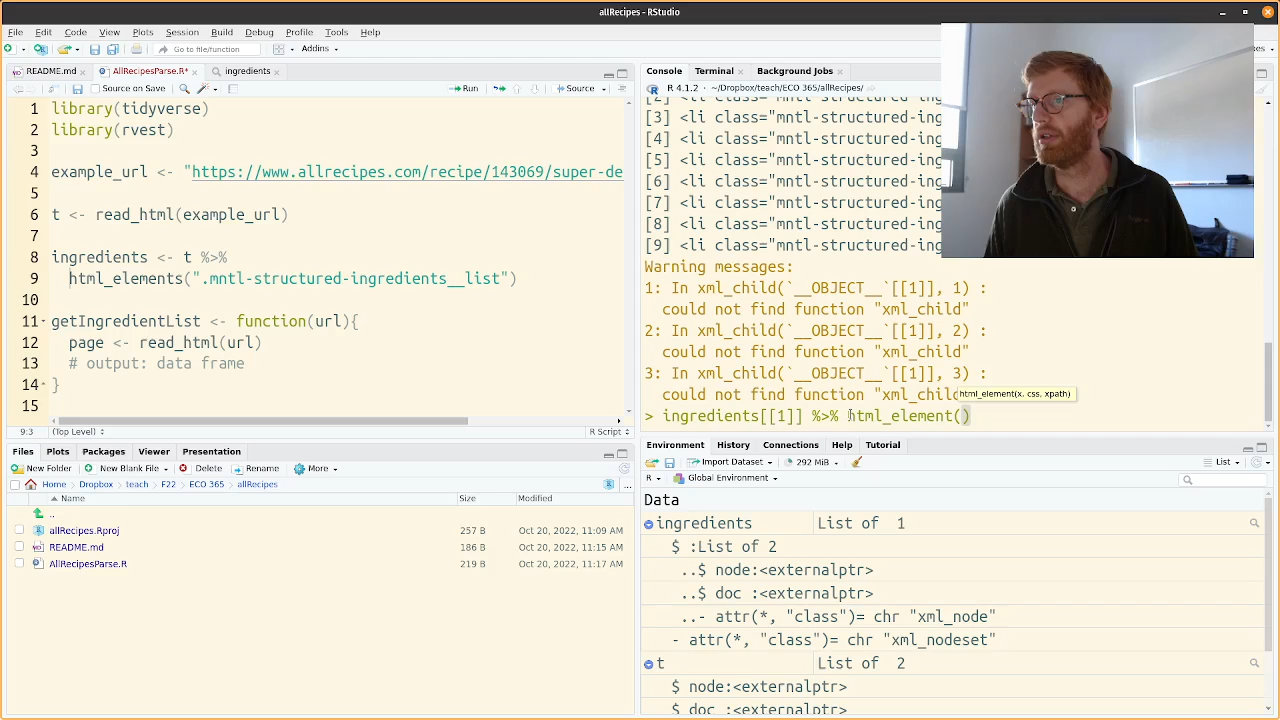 allRecipes - RStudio
File Edit Code View Plots Session Build Debug Profile Tools Help
Go to file/function Addins
README.md AllRecipesParse.R* ingredients
Source on Save Run Source
1 library(tidyverse)
2 library(rvest)
3
4 example_url <- "https://www.allrecipes.com/recipe/143069/super-de
5
6 t <- read_html(example_url)
7
8 ingredients <- t %>%
9 html_elements(".mntl-structured-ingredients__list")
10
11 getIngredientList <- function(url){
12 page <- read_html(url)
13 # output: data frame
14 }
15
9:3 (Top Level) R Script
Console Terminal Background Jobs
R 4.1.2 · ~/Dropbox/teach/ECO 365/allRecipes/
[2] <li class="mntl-structured-ing
[3] <li class="mntl-structured-ing
[4] <li class="mntl-structured-ing
[5] <li class="mntl-structured-ing
[6] <li class="mntl-structured-ing
[7] <li class="mntl-structured-ing
[8] <li class="mntl-structured-ing
[9] <li class="mntl-structured-ing
Warning messages:
1: In xml_child(`__OBJECT__`[[1]], 1) :
could not find function "xml_child"
2: In xml_child(`__OBJECT__`[[1]], 2) :
could not find function "xml_child"
3: In xml_child(`__OBJECT__`[[1]], 3) :
could not find function "xml_chil
html_element(x, css, xpath)
> ingredients[[1]] %>% html_element()
Files Plots Packages Viewer Presentation
New Folder New Blank File Delete Rename More
Home Dropbox teach F22 ECO 365 allRecipes
Name Size Modified
..
allRecipes.Rproj 257 B Oct 20, 2022, 11:09 AM
README.md 186 B Oct 20, 2022, 11:15 AM
AllRecipesParse.R 219 B Oct 20, 2022, 11:17 AM
Environment History Connections Help Tutorial
Import Dataset 292 MiB List
R Global Environment
Data
ingredients List of 1
$ :List of 2
..$ node:<externalptr>
..$ doc :<externalptr>
..- attr(*, "class")= chr "xml_node"
- attr(*, "class")= chr "xml_nodeset"
t List of 2
$ node:<externalptr>
$ doc :<externalptr>